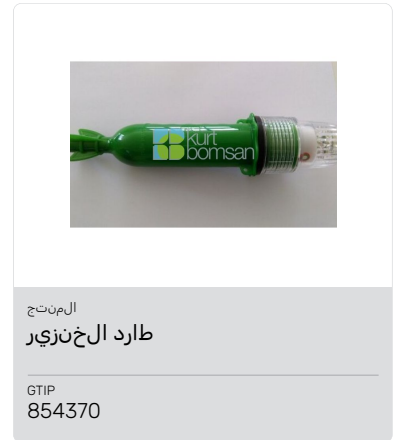 kurt
bomsan
المنتج
طارد الخنزير
GTIP
854370